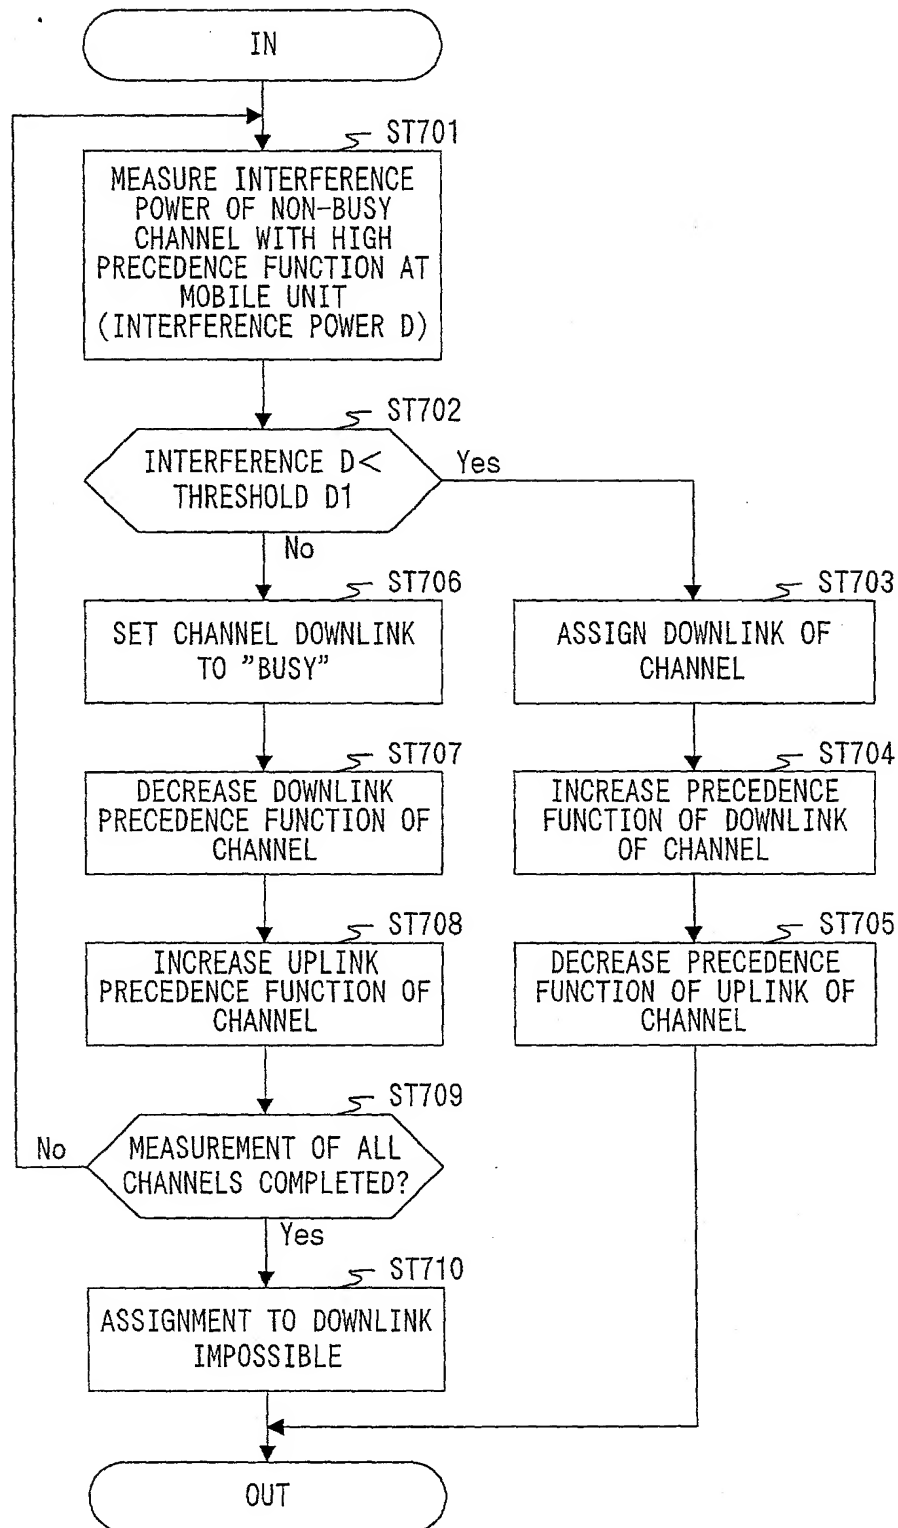 IN
ST701
MEASURE INTERFERENCE
POWER OF NON-BUSY
CHANNEL WITH HIGH
PRECEDENCE FUNCTION AT
MOBILE UNIT
(INTERFERENCE POWER D)
ST702
INTERFERENCE D<
THRESHOLD D1
Yes
No
ST706
SET CHANNEL DOWNLINK
TO "BUSY"
ST703
ASSIGN DOWNLINK OF
CHANNEL
ST707
DECREASE DOWNLINK
PRECEDENCE FUNCTION OF
CHANNEL
ST704
INCREASE PRECEDENCE
FUNCTION OF DOWNLINK
OF CHANNEL
ST708
INCREASE UPLINK
PRECEDENCE FUNCTION OF
CHANNEL
ST705
DECREASE PRECEDENCE
FUNCTION OF UPLINK OF
CHANNEL
ST709
No
MEASUREMENT OF ALL
CHANNELS COMPLETED?
Yes
ST710
ASSIGNMENT TO DOWNLINK
IMPOSSIBLE
OUT